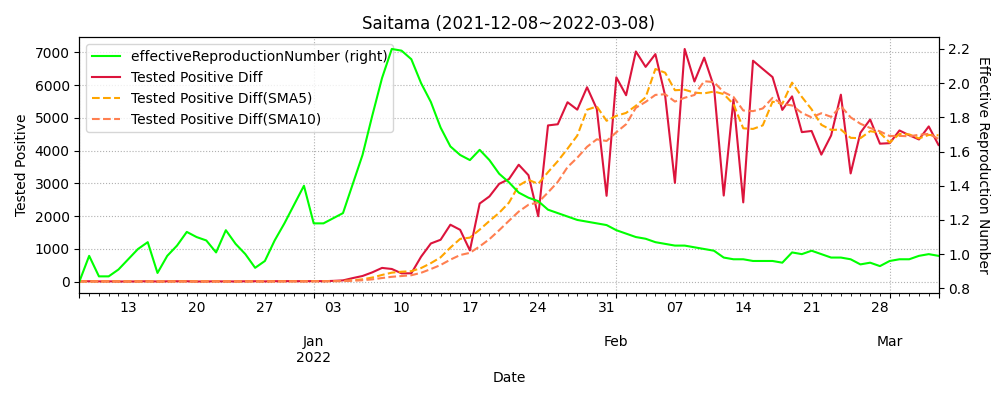 Saitama (2021-12-08~2022-03-08)
effectiveReproductionNumber (right)
Tested Positive Diff
Tested Positive Diff(SMA5)
Tested Positive Diff(SMA10)
Tested Positive
7000
6000
5000
4000
3000
2000
1000
0
2.2
2.0
1.8
1.6
1.4
1.2
1.0
0.8
Effective Reproduction Number
13 20 27 03 10 17 24 31 07 14 21 28
Jan Feb Mar
2022
Date